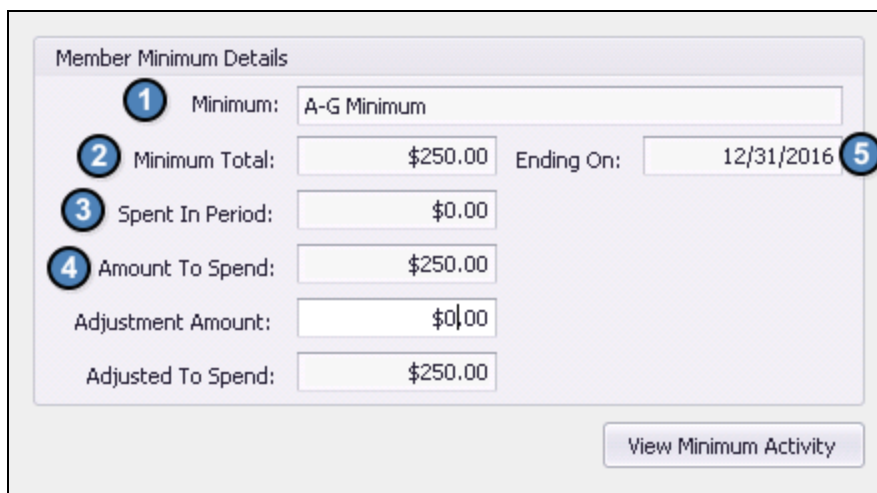 Member Minimum Details
1 Minimum: A-G Minimum
2 Minimum Total: $250.00 Ending On: 12/31/2016 5
3 Spent In Period: $0.00
4 Amount To Spend: $250.00
Adjustment Amount: $0.00
Adjusted To Spend: $250.00
View Minimum Activity